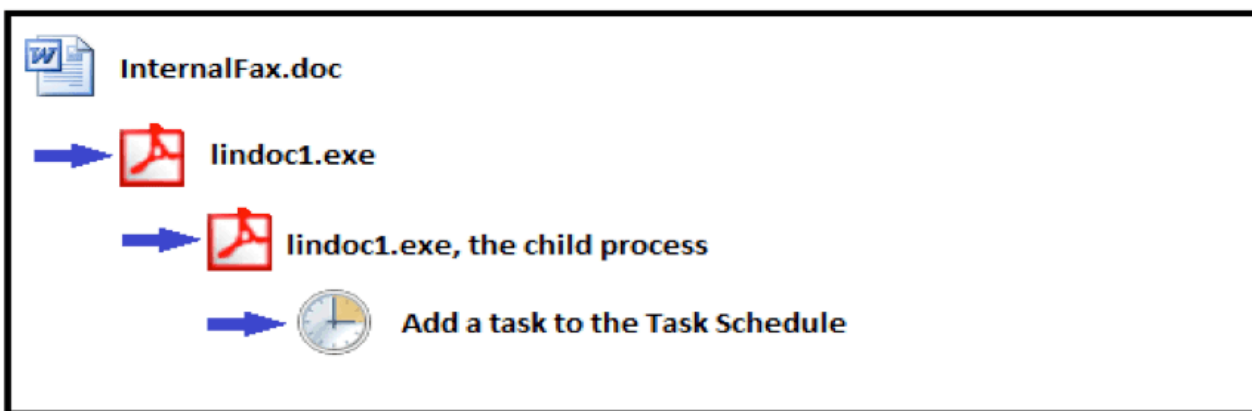 InternalFax.doc
lindoc1.exe
lindoc1.exe, the child process
Add a task to the Task Schedule